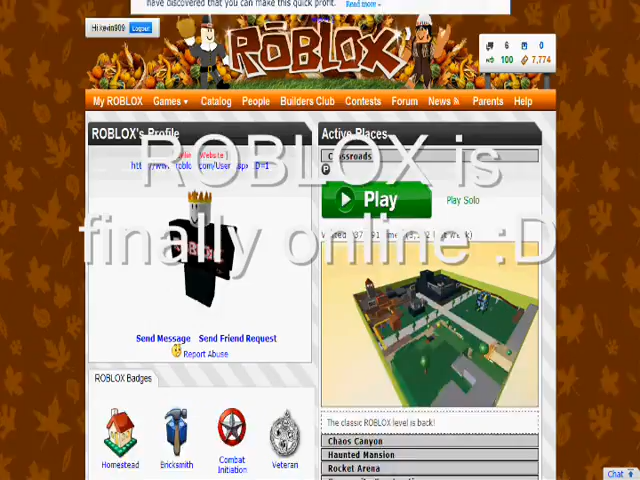 have discovered that you can make this quick profit. Read more »
Hi kevin909 Logout
ROBLOX
6 0
100 7,774
My ROBLOX Games ▾ Catalog People Builders Club Contests Forum News Parents Help
ROBLOX's Profile
Active Places
Crossroads
ROBLOX is
finally online :D
Play
Play Solo
Send Message Send Friend Request
Report Abuse
ROBLOX Badges
Homestead
Bricksmith
Combat
Initiation
Veteran
The classic ROBLOX level is back!
Chaos Canyon
Haunted Mansion
Rocket Arena
Chat